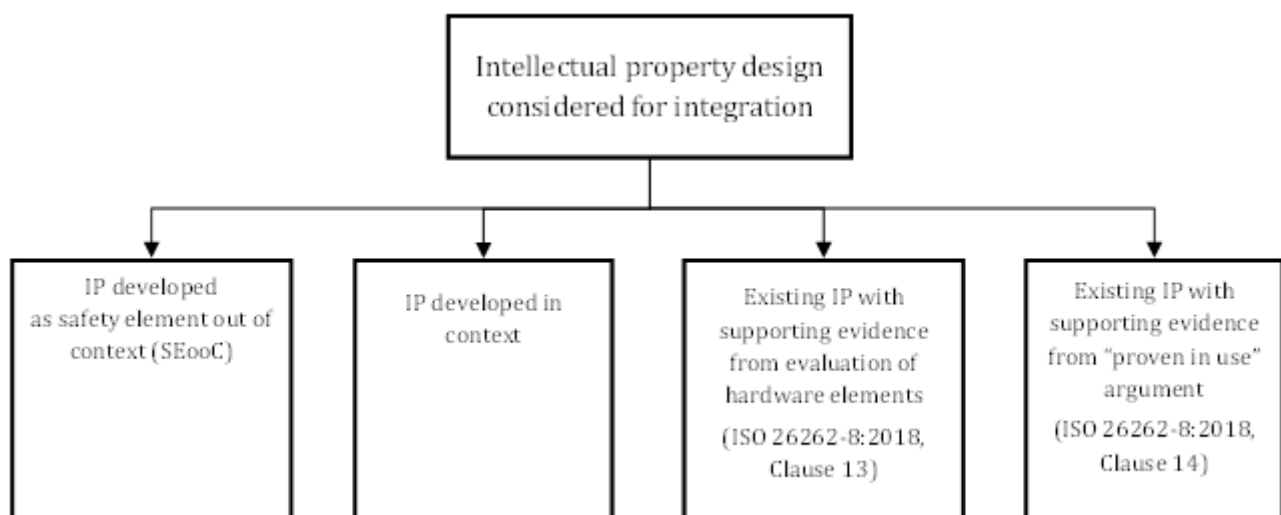 Intellectual property design
considered for integration
IP developed
as safety element out of
context (SEooC)
IP developed in
context
Existing IP with
supporting evidence
from evaluation of
hardware elements
(ISO 26262-8:2018,
Clause 13)
Existing IP with
supporting evidence
from “proven in use”
argument
(ISO 26262-8:2018,
Clause 14)